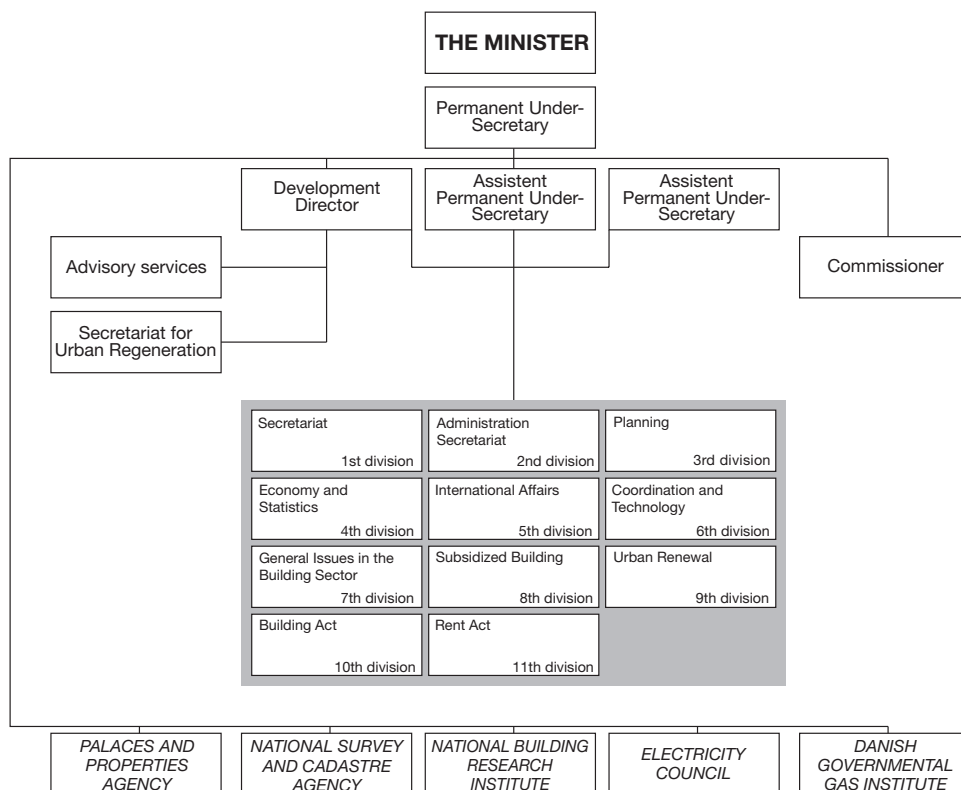 THE MINISTER
Permanent Under-
Secretary
Development
Director
Assistent
Permanent Under-
Secretary
Assistent
Permanent Under-
Secretary
Advisory services
Commissioner
Secretariat for
Urban Regeneration
Secretariat
1st division
Administration
Secretariat
2nd division
Planning
3rd division
Economy and
Statistics
4th division
International Affairs
5th division
Coordination and
Technology
6th division
General Issues in the
Building Sector
7th division
Subsidized Building
8th division
Urban Renewal
9th division
Building Act
10th division
Rent Act
11th division
PALACES AND
PROPERTIES
AGENCY
NATIONAL SURVEY
AND CADASTRE
AGENCY
NATIONAL BUILDING
RESEARCH
INSTITUTE
ELECTRICITY
COUNCIL
DANISH
GOVERNMENTAL
GAS INSTITUTE